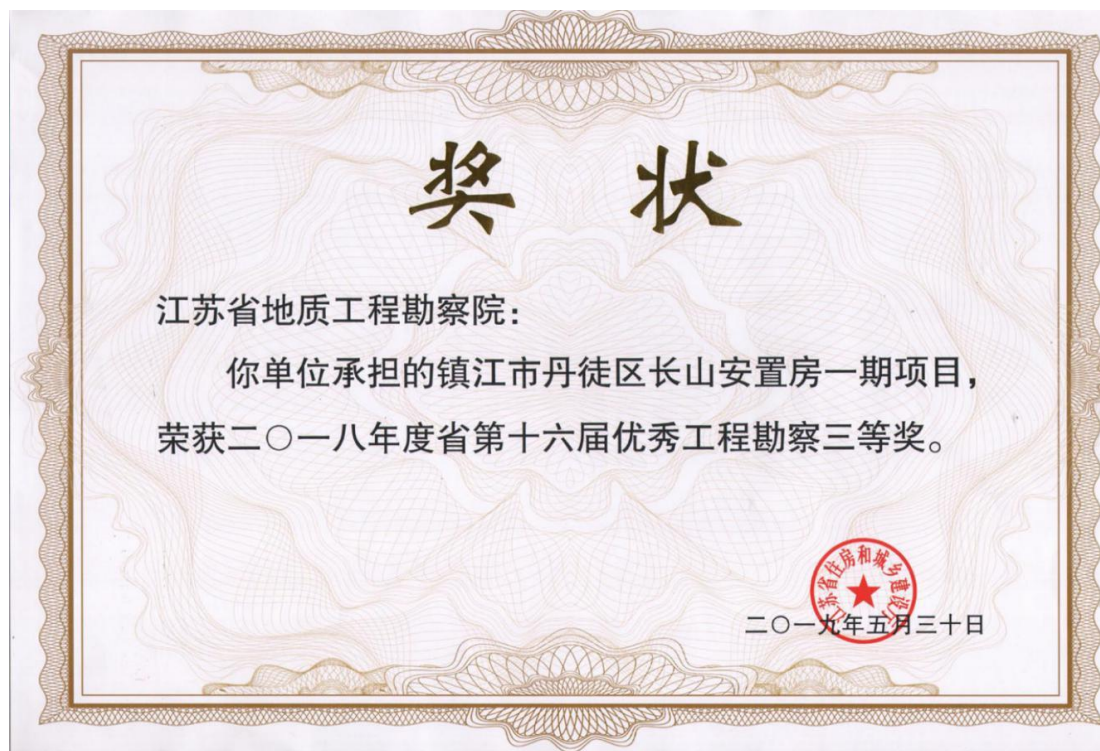 奖 状
江苏省地质工程勘察院：
你单位承担的镇江市丹徒区长山安置房一期项目，
荣获二〇一八年度省第十六届优秀工程勘察三等奖。
江苏省住房和城乡建设厅
二〇一九年五月三十日